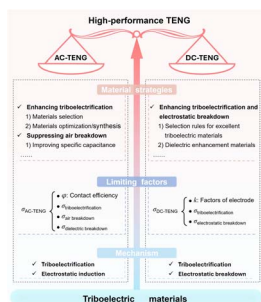 High-performance TENG
AC-TENG
DC-TENG
Material strategies
✓ Enhancing triboelectrification
1) Materials selection
2) Materials optimization/synthesis
✓ Suppressing air breakdown
1) Improving specific capacitance
......
✓ Enhancing triboelectrification and
electrostatic breakdown
1) Selection rules for excellent
triboelectric materials
2) Dielectric enhancement materials
......
Limiting factors
σAC-TENG
• φ: Contact efficiency
• σtriboelectrification
• σair breakdown
• σdielectric breakdown
σDC-TENG
• k: Factors of electrode
• σtriboelectrification
• σelectrostatic breakdown
Mechanism
✓ Triboelectrification
✓ Electrostatic induction
✓ Triboelectrification
✓ Electrostatic breakdown
Triboelectric materials